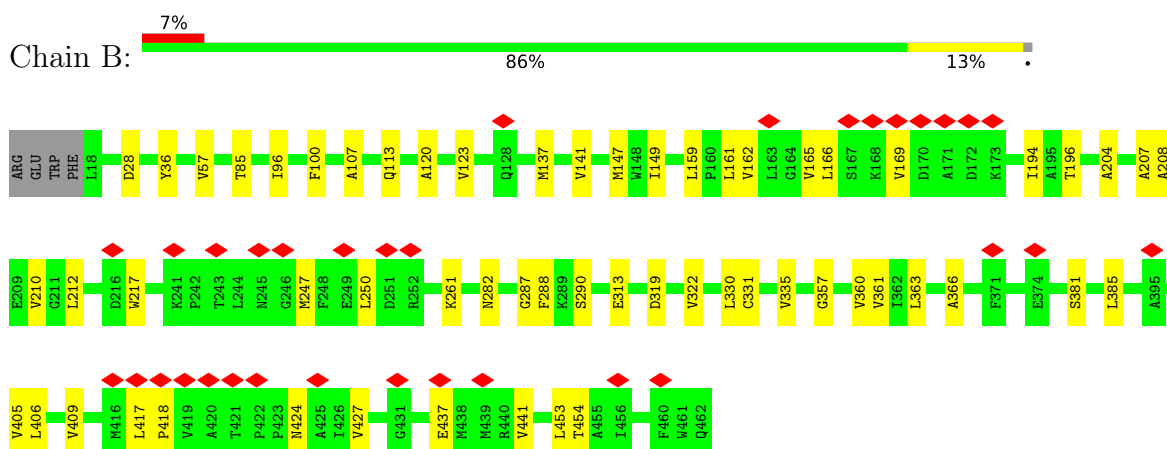 7%
Chain B:
86% 13% •
ARG GLU TRP PHE L18 D28 Y36 V57 T85 I96 F100 A107 Q113 A120 V123 Q128 M137 V141 M147 W148 I149 L159 P160 L161 V162 L163 G164 V165 L166 S167 K168 V169 D170 A171 D172 K173 I194 A195 T196 A204 A207 A208
E209 V210 G211 L212 D216 W217 K241 P242 T243 L244 N245 G246 M247 F248 E249 L250 D251 R252 K261 N282 G287 F288 K289 S290 E313 D319 V322 L330 C331 V335 G357 V360 V361 I362 L363 A366 F371 E374 S381 L385 A395
V405 L406 V409 M416 L417 P418 V419 A420 T421 P422 P423 N424 A425 I426 V427 G431 E437 M438 M439 R440 V441 L453 T454 A455 I456 F460 W461 Q462